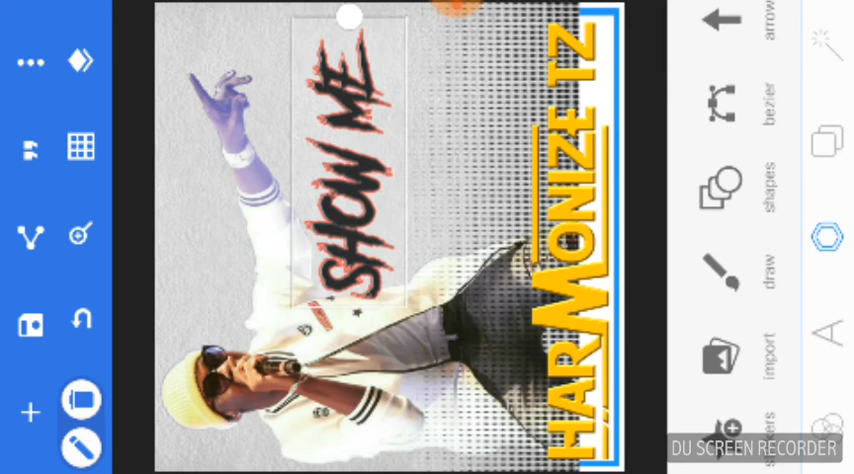 SHOW ME
HARMONIZE TZ
arrow
bezier
shapes
draw
import
DU SCREEN RECORDER